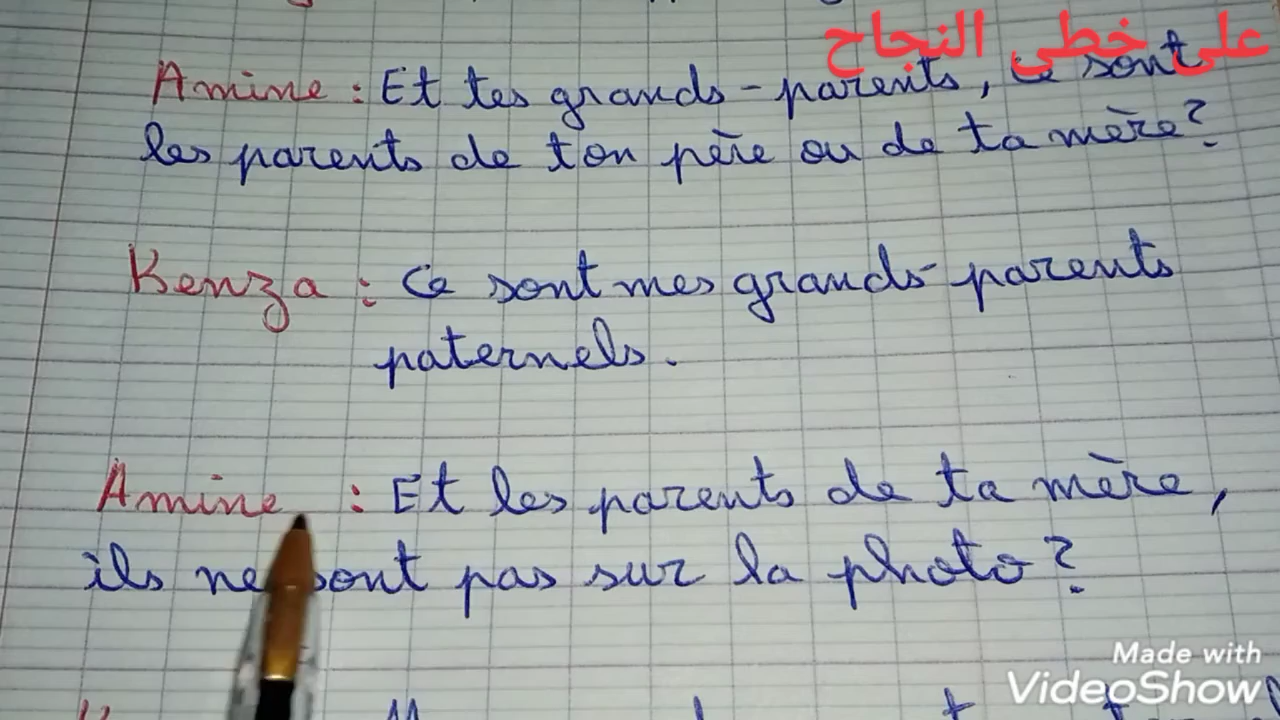 على خطى النجاح
Amine : Et tes grands-parents, ce sont
les parents de ton père ou de ta mère ?
Kenza : Ce sont mes grands-parents
paternels.
Amine : Et les parents de ta mère,
ils ne sont pas sur la photo ?
Made with
VideoShow